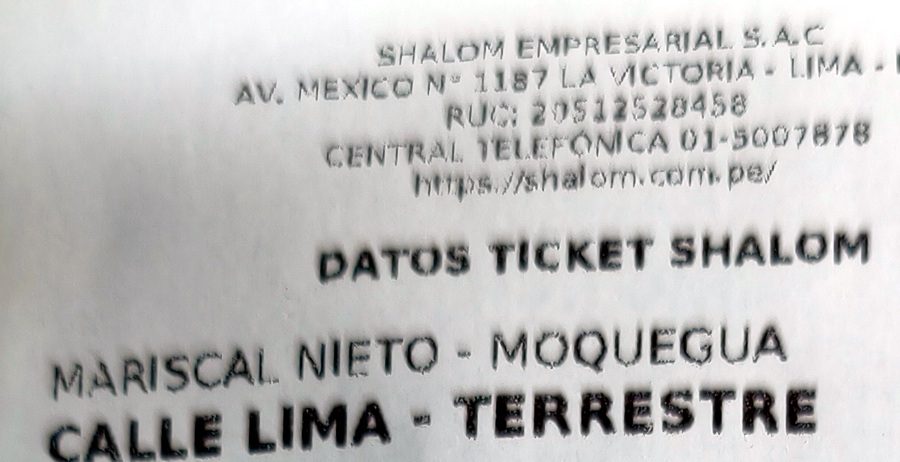 SHALOM EMPRESARIAL S.A.C
AV. MEXICO N° 1187 LA VICTORIA - LIMA -
RUC: 20512528458
CENTRAL TELEFÓNICA 01-5007878
https://shalom.com.pe/
DATOS TICKET SHALOM
MARISCAL NIETO - MOQUEGUA
CALLE LIMA - TERRESTRE